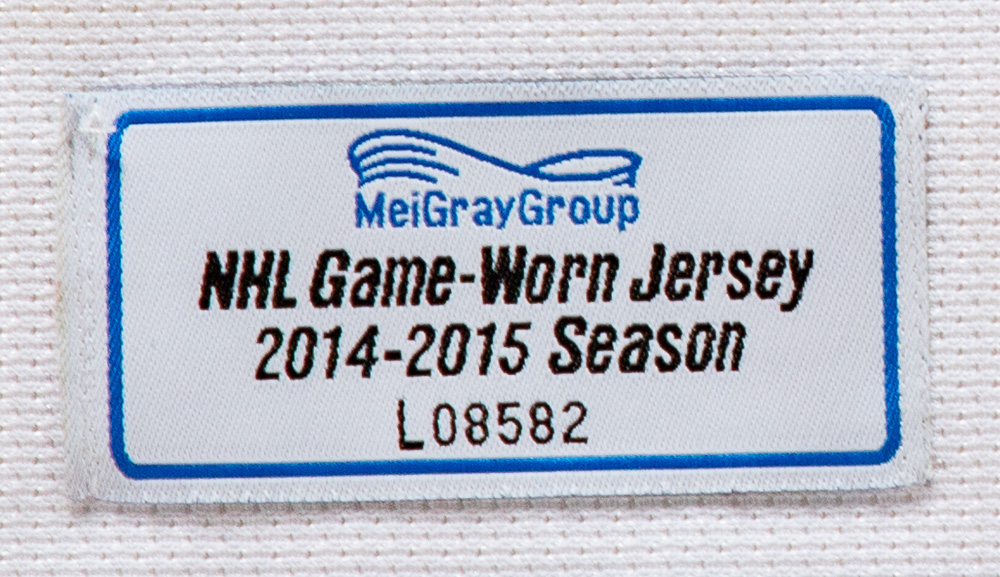 MeiGrayGroup
NHL Game-Worn Jersey
2014-2015 Season
L08582